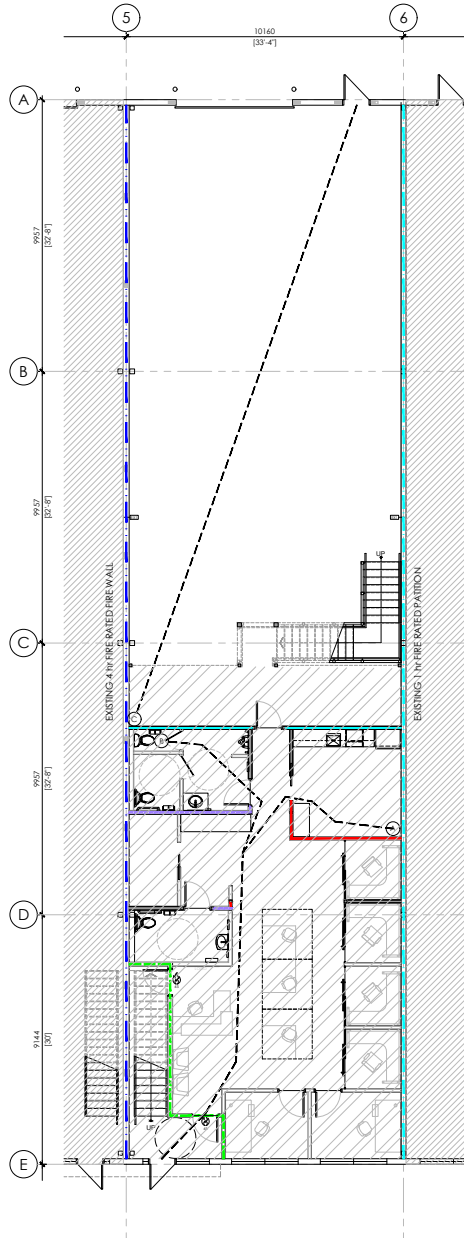 5
6
10160
[33'-4"]
A
9957
[32'-8"]
B
9957
[32'-8"]
EXISTING 4 hr FIRE RATED FIRE WALL
EXISTING 1 hr FIRE RATED PATITION
UP
C
C
9957
[32'-8"]
D
9144
[30']
UP
E